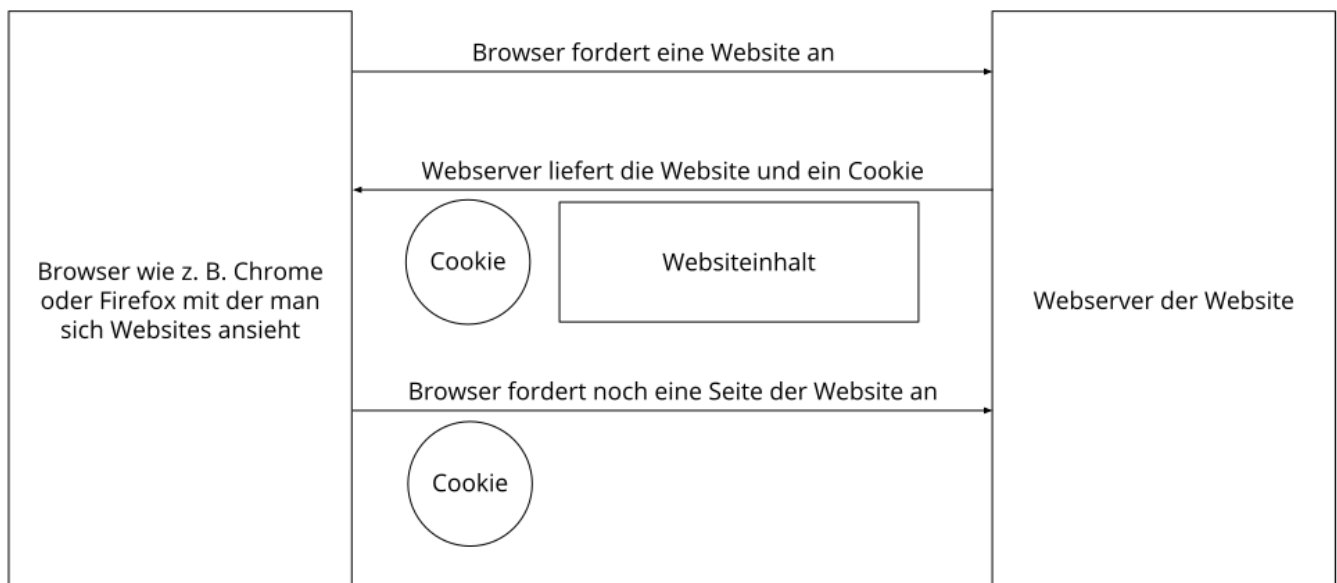 Browser fordert eine Website an
Webserver liefert die Website und ein Cookie
Cookie
Websiteinhalt
Browser wie z. B. Chrome
oder Firefox mit der man
sich Websites ansieht
Webserver der Website
Browser fordert noch eine Seite der Website an
Cookie